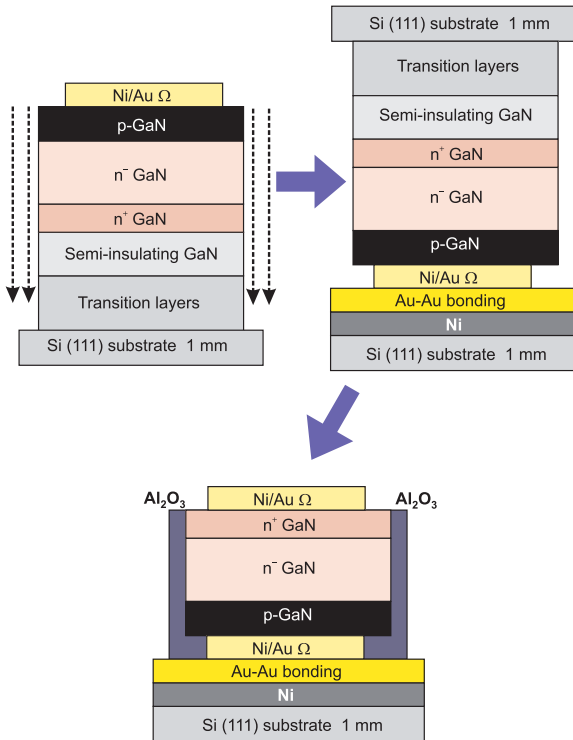 Ni/Au Ω
p-GaN
n⁻ GaN
n⁺ GaN
Semi-insulating GaN
Transition layers
Si (111) substrate 1 mm
Si (111) substrate 1 mm
Transition layers
Semi-insulating GaN
n⁺ GaN
n⁻ GaN
p-GaN
Ni/Au Ω
Au-Au bonding
Ni
Si (111) substrate 1 mm
Al₂O₃
Ni/Au Ω
Al₂O₃
n⁺ GaN
n⁻ GaN
p-GaN
Ni/Au Ω
Au-Au bonding
Ni
Si (111) substrate 1 mm